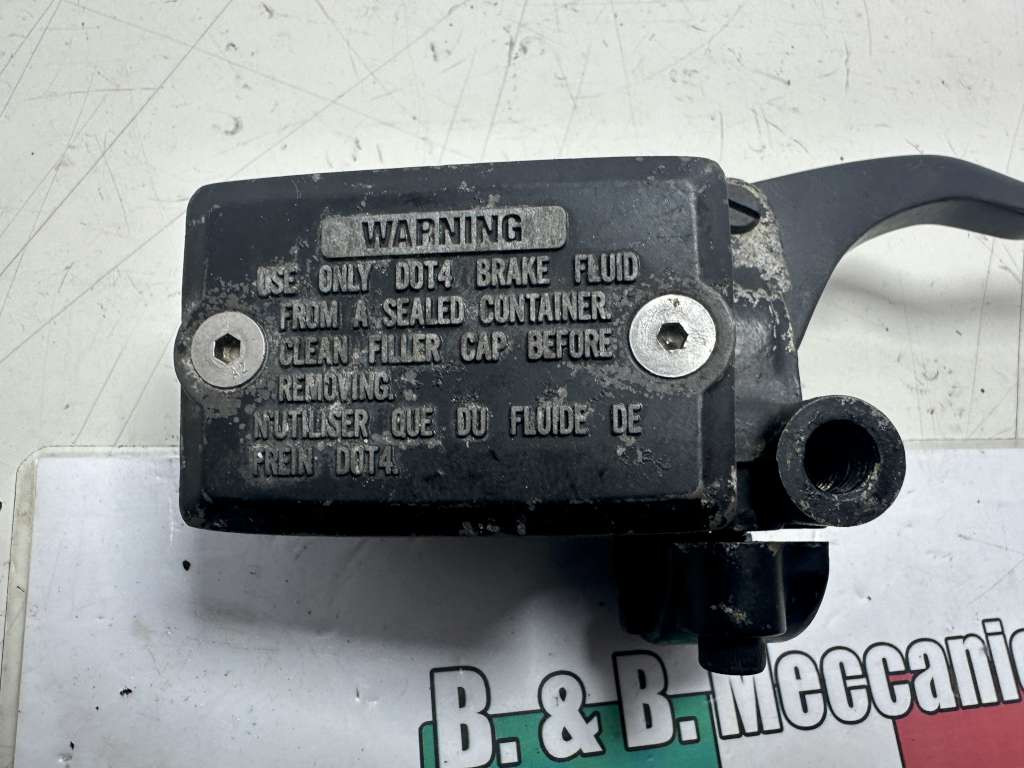 WARNING
USE ONLY DOT4 BRAKE FLUID
FROM A SEALED CONTAINER.
CLEAN FILLER CAP BEFORE
REMOVING.
N'UTILISER QUE DU FLUIDE DE
FREIN DOT4.
A2
B. & B. Meccanic